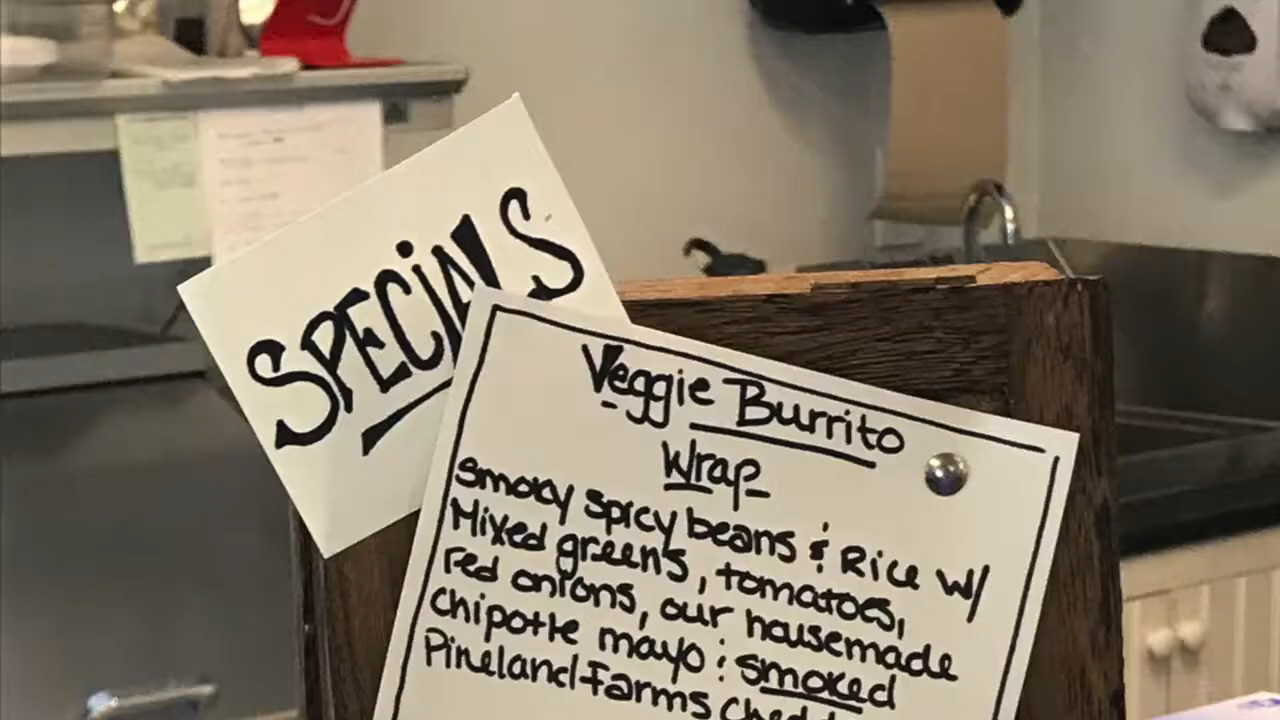 SPECIALS
Veggie Burrito
Wrap
Smoky spicy beans & Rice w/
Mixed greens, tomatoes,
red onions, our housemade
chipotle mayo & smoked
Pineland Farms